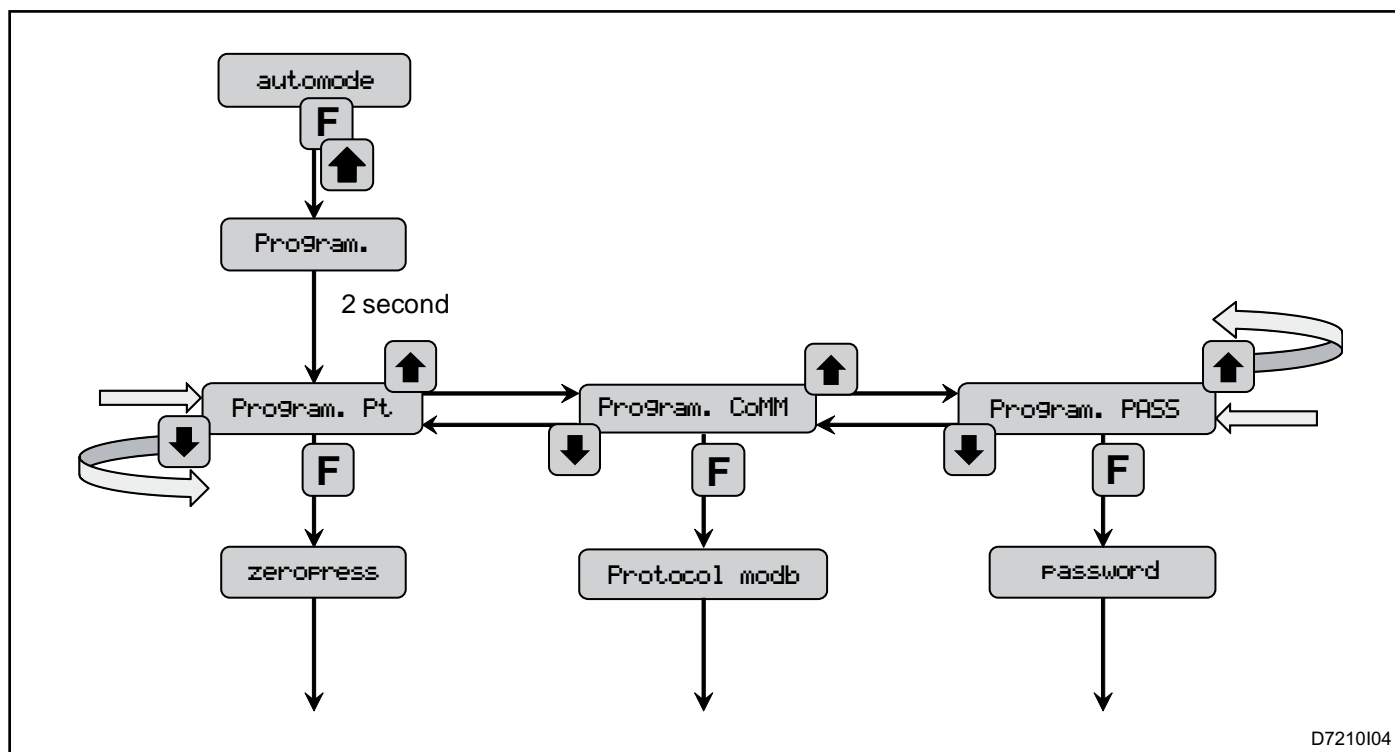 automode
F
Program.
2 second
Program. Pt
Program. CoMM
Program. PASS
F
F
F
zeropress
Protocol modb
password
D7210I04